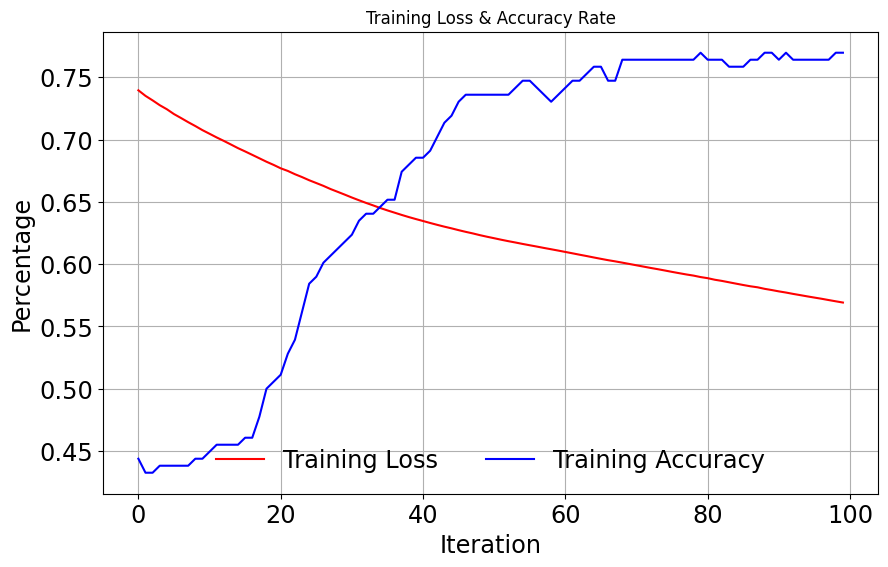 Training Loss & Accuracy Rate
Percentage
0.75
0.70
0.65
0.60
0.55
0.50
0.45
Training Loss Training Accuracy
0 20 40 60 80 100
Iteration